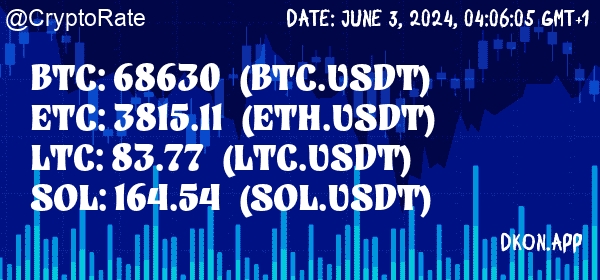 @CryptoRate
DATE: JUNE 3, 2024, 04:06:05 GMT+1
BTC: 68630 (BTC.USDT)
ETC: 3815.11 (ETH.USDT)
LTC: 83.77 (LTC.USDT)
SOL: 164.54 (SOL.USDT)
DKON.APP